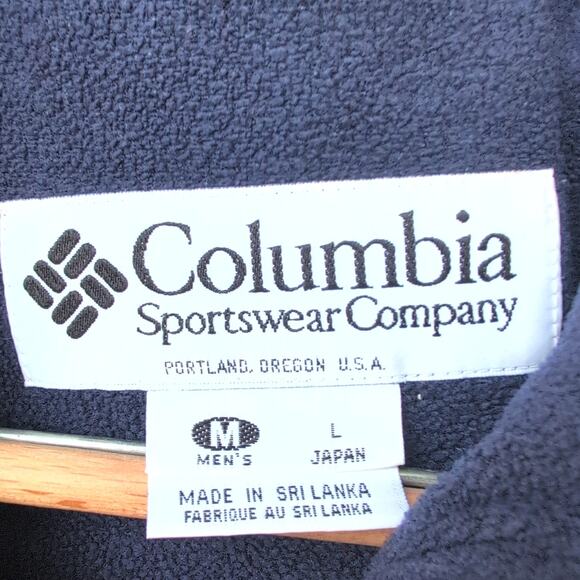 Columbia
Sportswear Company
PORTLAND, OREGON U.S.A.
M L
MEN'S JAPAN
MADE IN SRI LANKA
FABRIQUE AU SRI LANKA